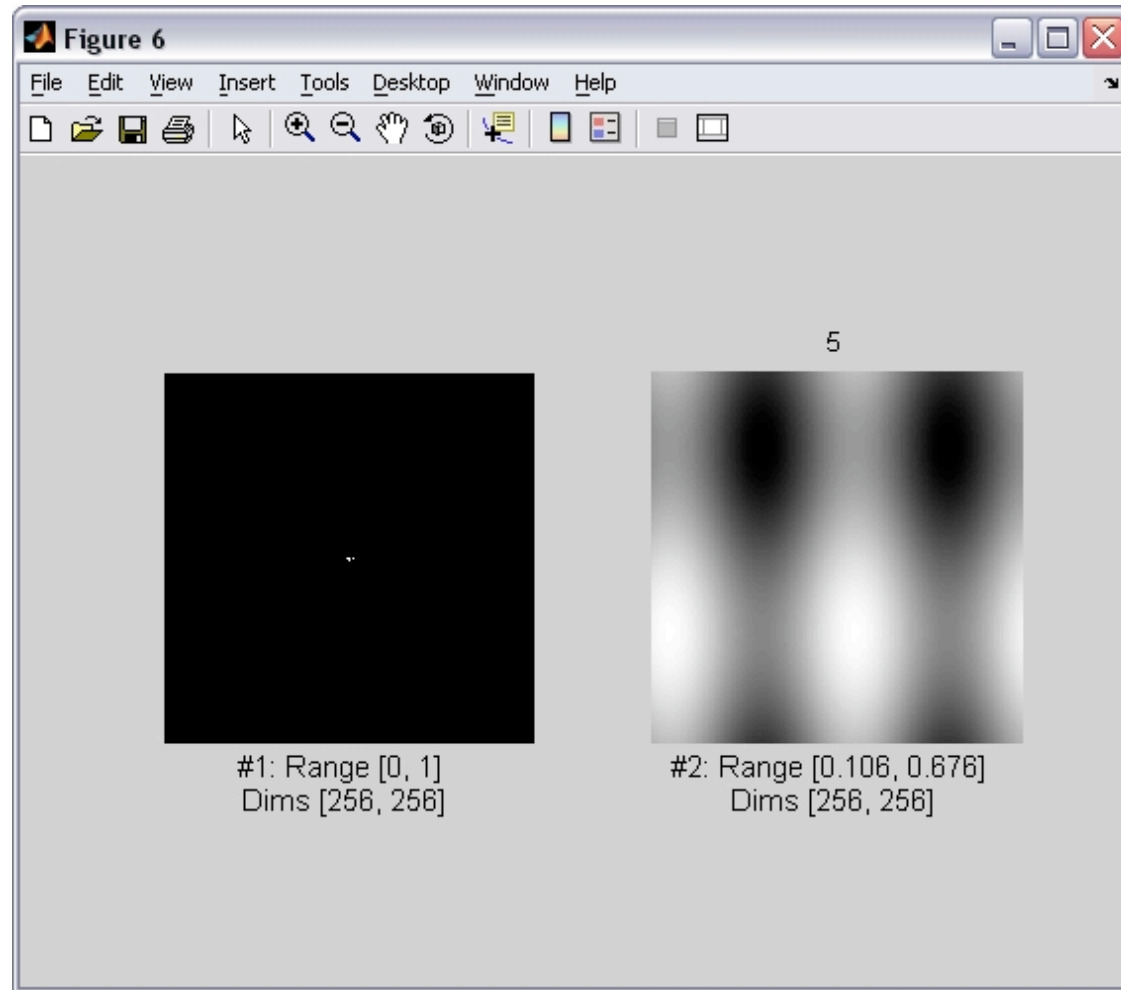 Figure 6
File Edit View Insert Tools Desktop Window Help
5
#1: Range [0, 1]
Dims [256, 256]
#2: Range [0.106, 0.676]
Dims [256, 256]